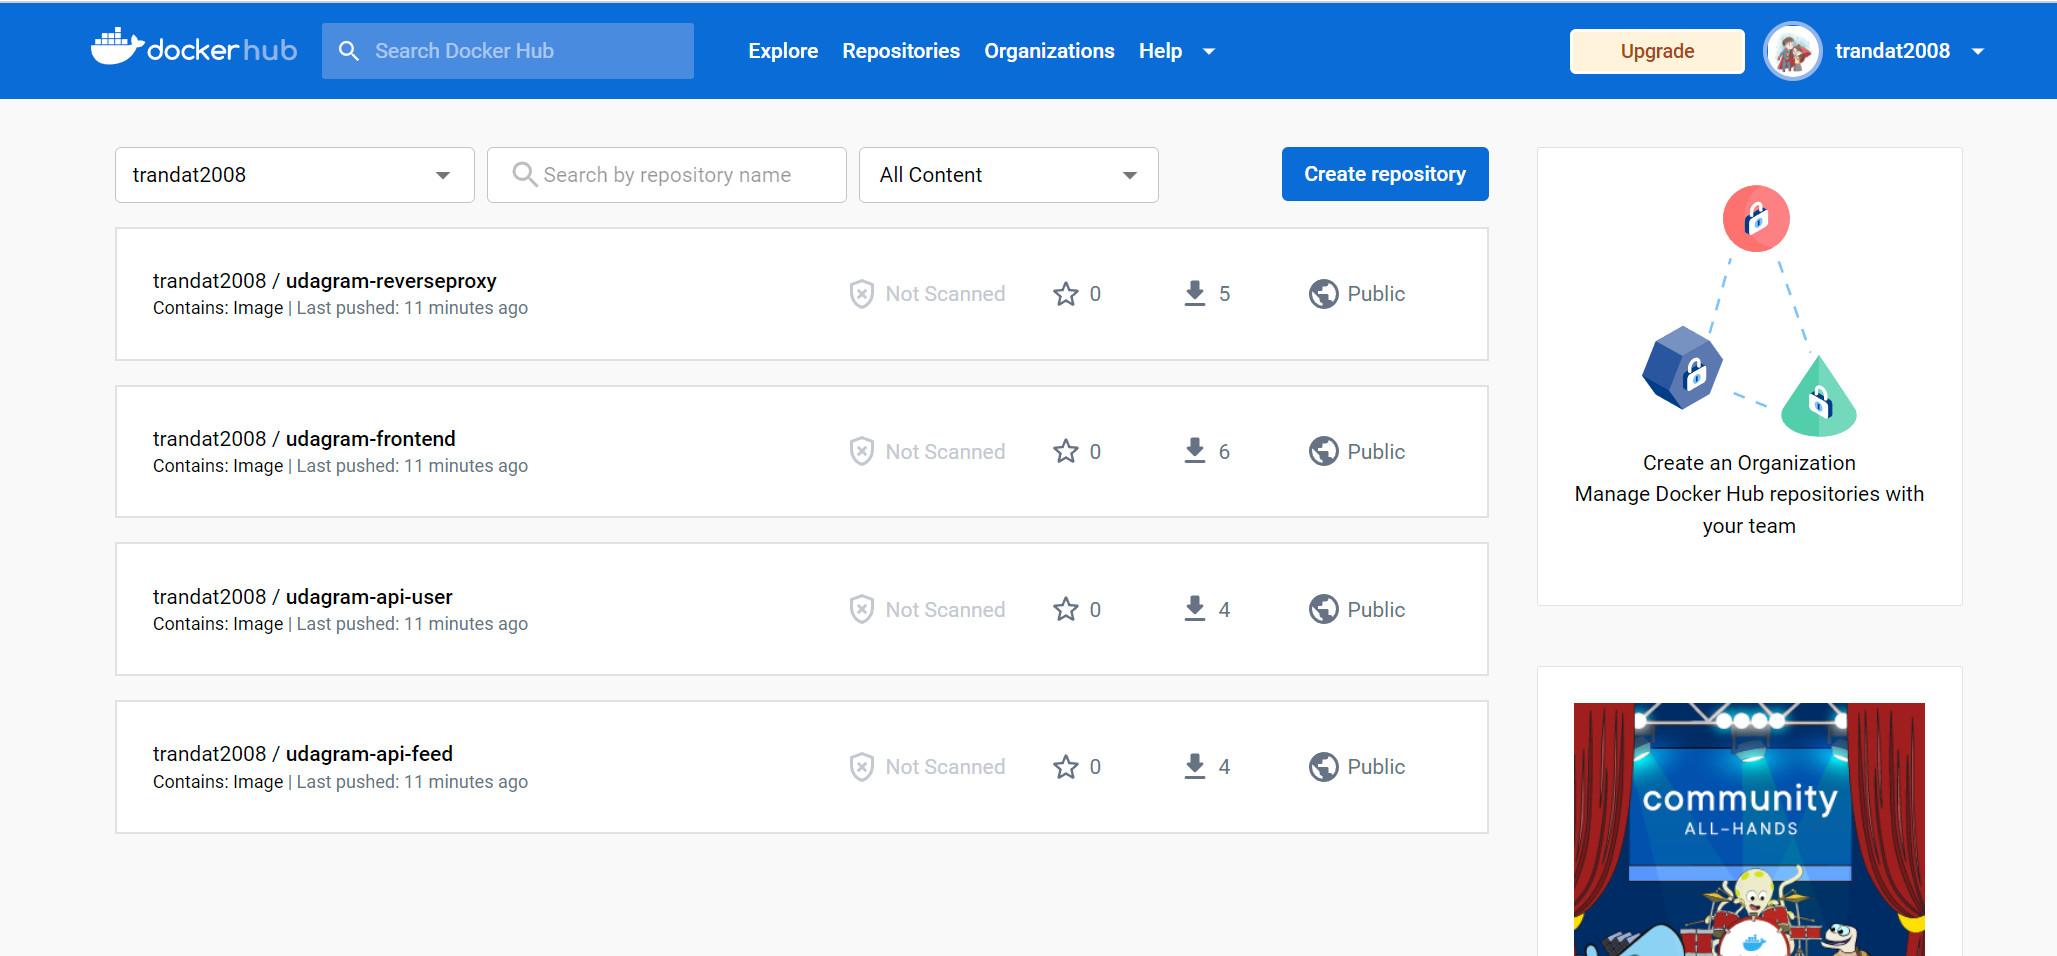 docker hub
Search Docker Hub
Explore
Repositories
Organizations
Help
Upgrade
trandat2008
trandat2008
Search by repository name
All Content
Create repository
trandat2008 / udagram-reverseproxy
Contains: Image | Last pushed: 11 minutes ago
Not Scanned
0
5
Public
trandat2008 / udagram-frontend
Contains: Image | Last pushed: 11 minutes ago
Not Scanned
0
6
Public
trandat2008 / udagram-api-user
Contains: Image | Last pushed: 11 minutes ago
Not Scanned
0
4
Public
trandat2008 / udagram-api-feed
Contains: Image | Last pushed: 11 minutes ago
Not Scanned
0
4
Public
Create an Organization
Manage Docker Hub repositories with
your team
community
ALL-HANDS